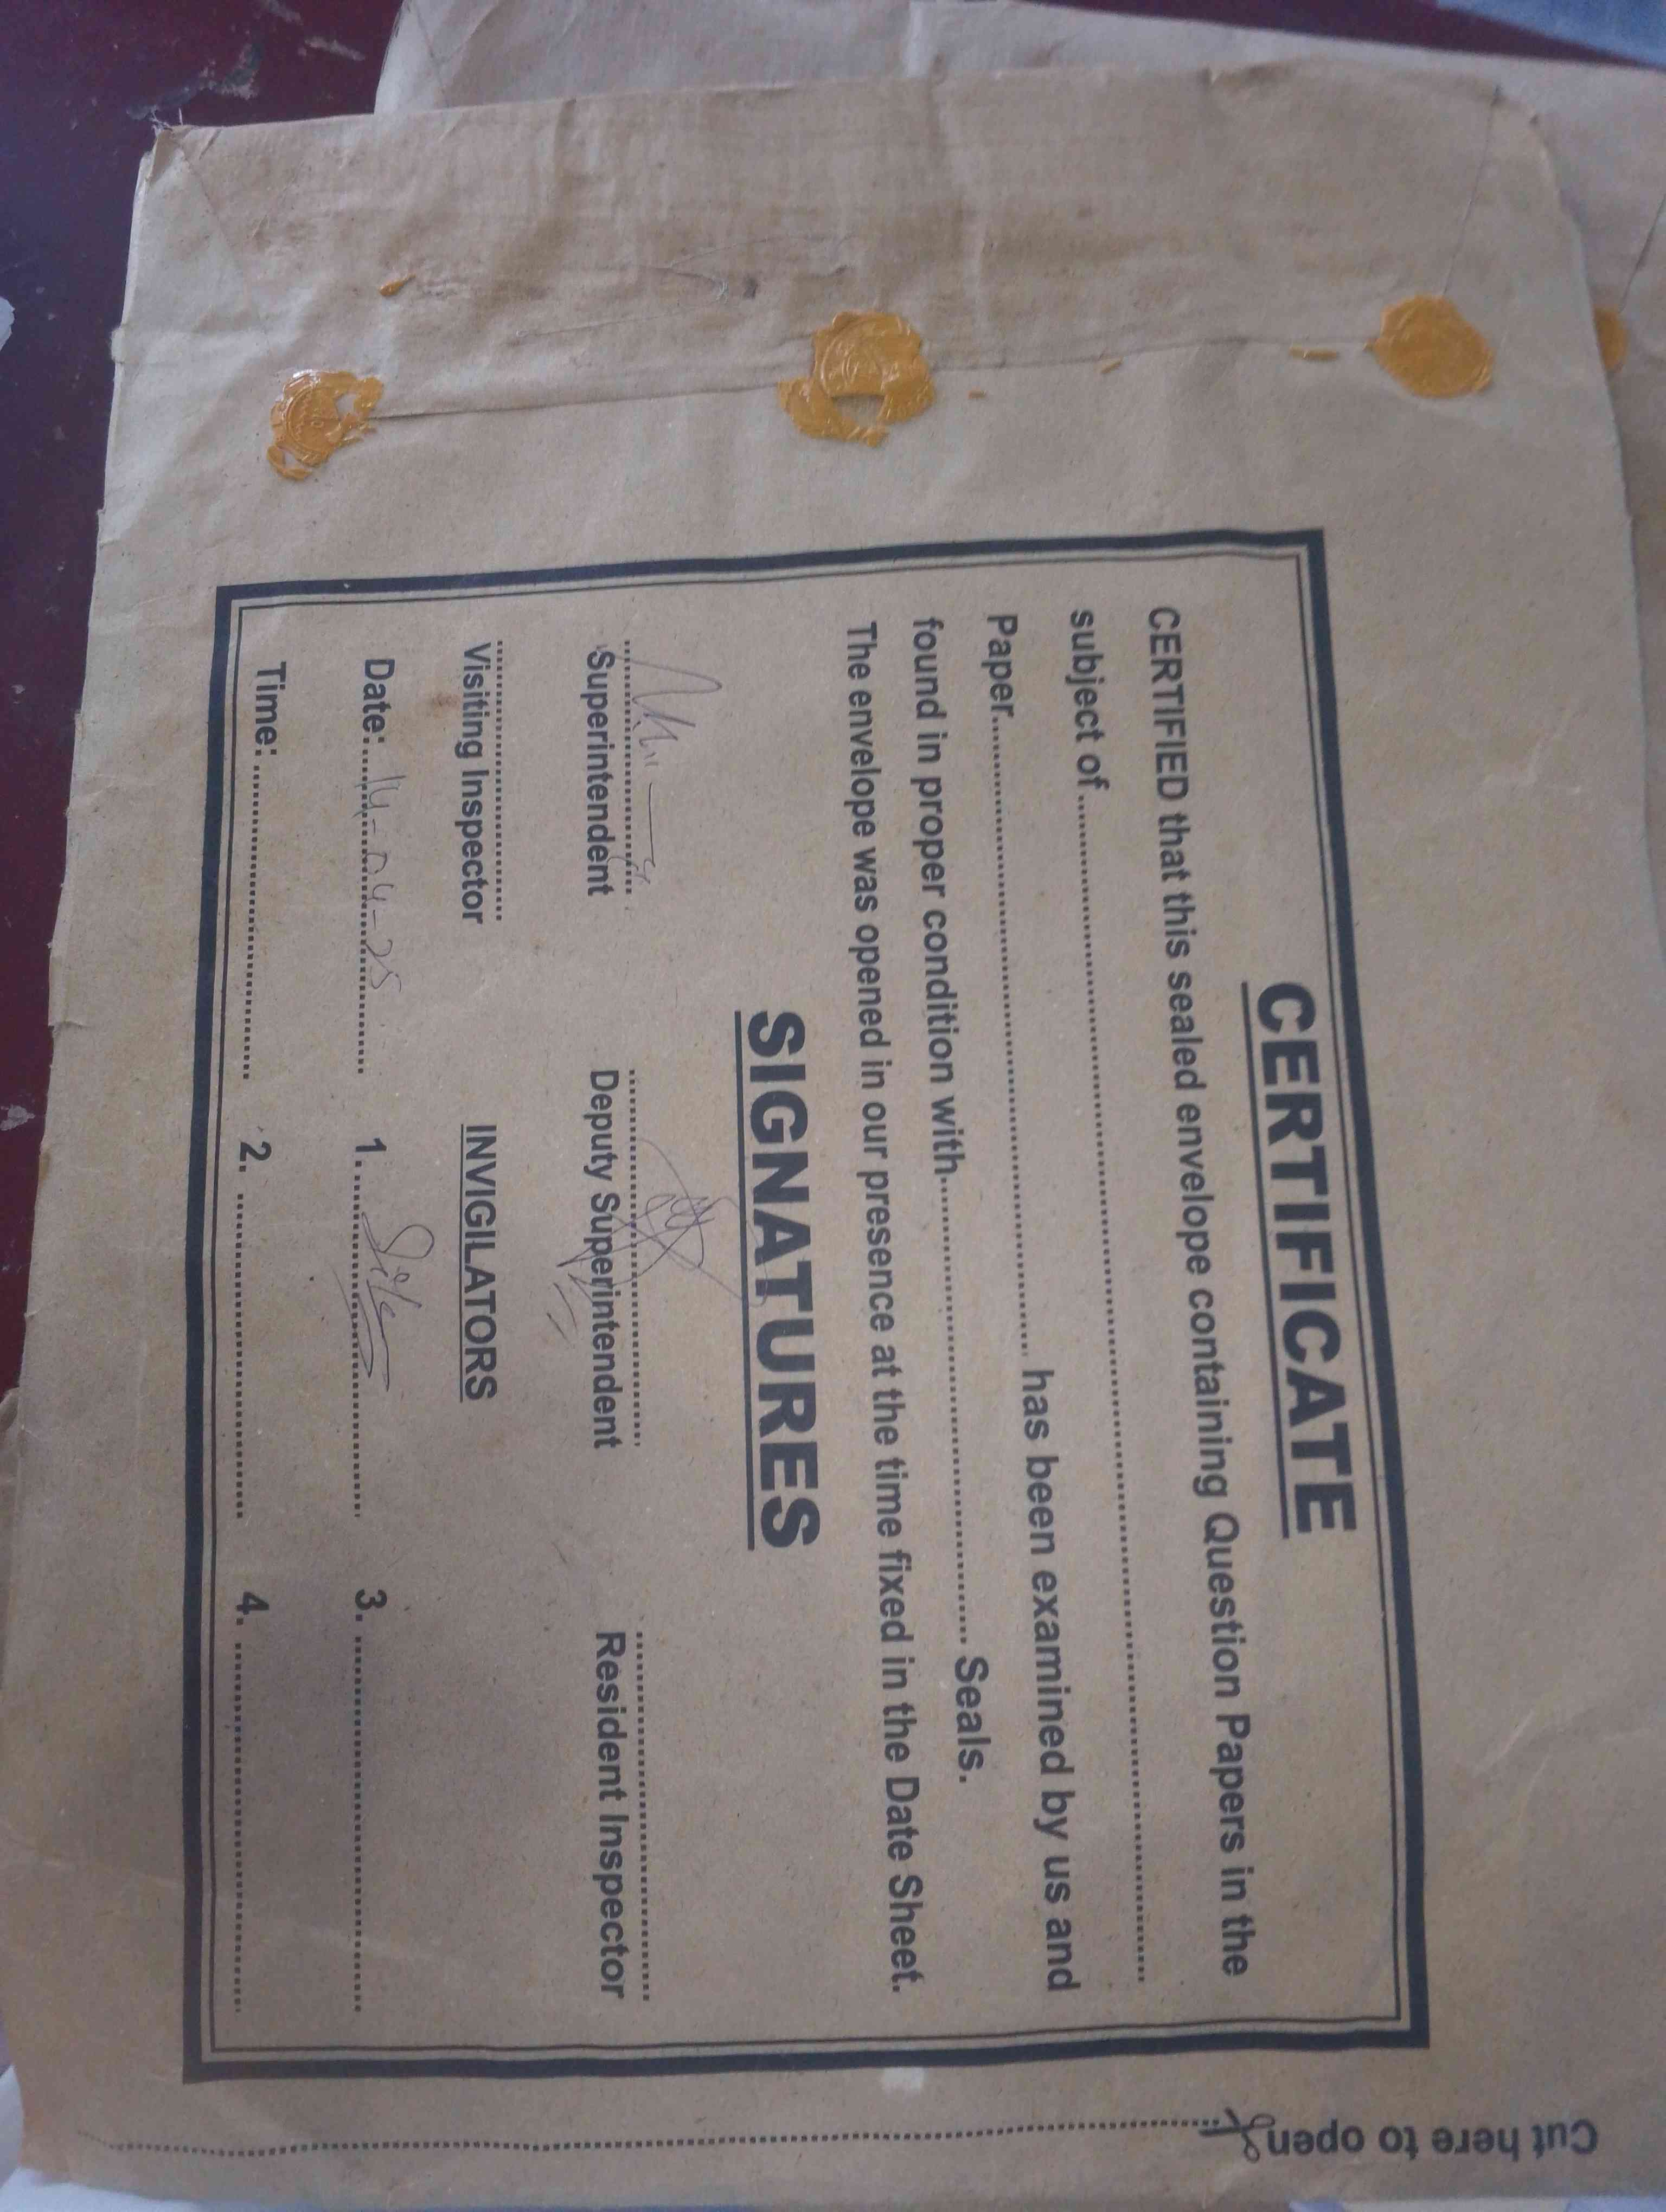 CERTIFICATE
CERTIFIED that this sealed envelope containing Question Papers in the
subject of ................................................................
Paper........................................ has been examined by us and
found in proper condition with.............................. Seals.
The envelope was opened in our presence at the time fixed in the Date Sheet.
SIGNATURES
Superintendent Deputy Superintendent Resident Inspector
Visiting Inspector INVIGILATORS
Date: 14-04-25 1. .................... 3. ....................
Time: .................... 2. .................... 4. ....................
Cut here to open